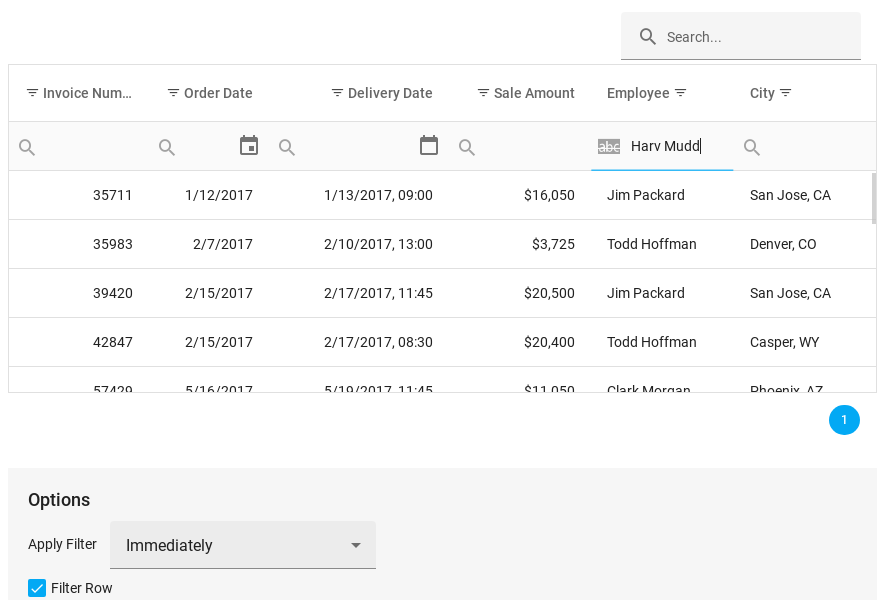 Search...
Invoice Num... Order Date Delivery Date Sale Amount Employee City
abc Harv Mudd
35711 1/12/2017 1/13/2017, 09:00 $16,050 Jim Packard San Jose, CA
35983 2/7/2017 2/10/2017, 13:00 $3,725 Todd Hoffman Denver, CO
39420 2/15/2017 2/17/2017, 11:45 $20,500 Jim Packard San Jose, CA
42847 2/15/2017 2/17/2017, 08:30 $20,400 Todd Hoffman Casper, WY
57429 5/16/2017 5/19/2017, 11:45 $11,050 Clark Morgan Phoenix, AZ
1
Options
Apply Filter Immediately
Filter Row